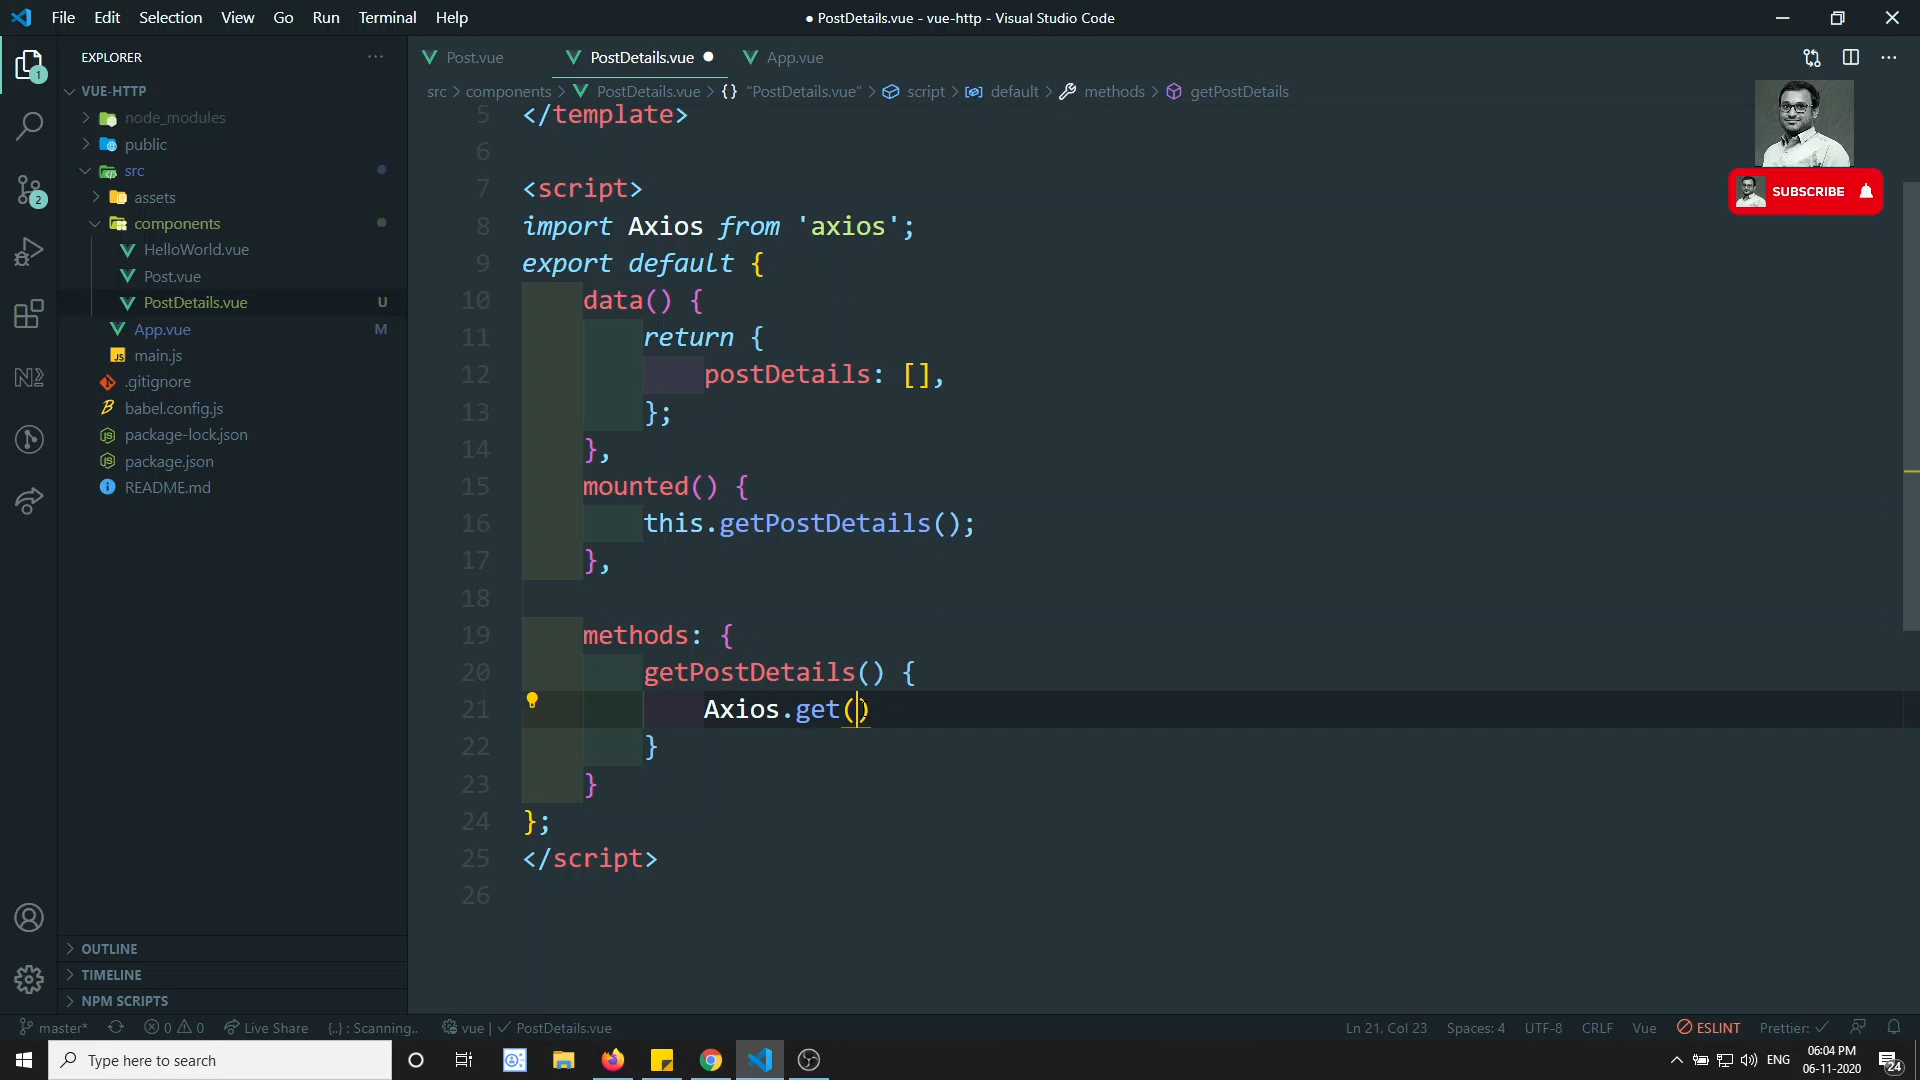 File Edit Selection View Go Run Terminal Help
● PostDetails.vue - vue-http - Visual Studio Code
EXPLORER
VUE-HTTP
node_modules
public
src
assets
components
HelloWorld.vue
Post.vue
PostDetails.vue U
App.vue M
main.js
.gitignore
babel.config.js
package-lock.json
package.json
README.md
OUTLINE
TIMELINE
NPM SCRIPTS
1
2
Post.vue PostDetails.vue App.vue
src > components > PostDetails.vue > {} "PostDetails.vue" > script > default > methods > getPostDetails
SUBSCRIBE
5 </template>
6
7 <script>
8 import Axios from 'axios';
9 export default {
10 data() {
11 return {
12 postDetails: [],
13 };
14 },
15 mounted() {
16 this.getPostDetails();
17 },
18
19 methods: {
20 getPostDetails() {
21 Axios.get()
22 }
23 }
24 };
25 </script>
26
master* 0 0 Live Share {..} : Scanning.. vue | ✓ PostDetails.vue
Ln 21, Col 23 Spaces: 4 UTF-8 CRLF Vue ESLINT Prettier: ✓
Type here to search
ENG
06:04 PM
06-11-2020
24